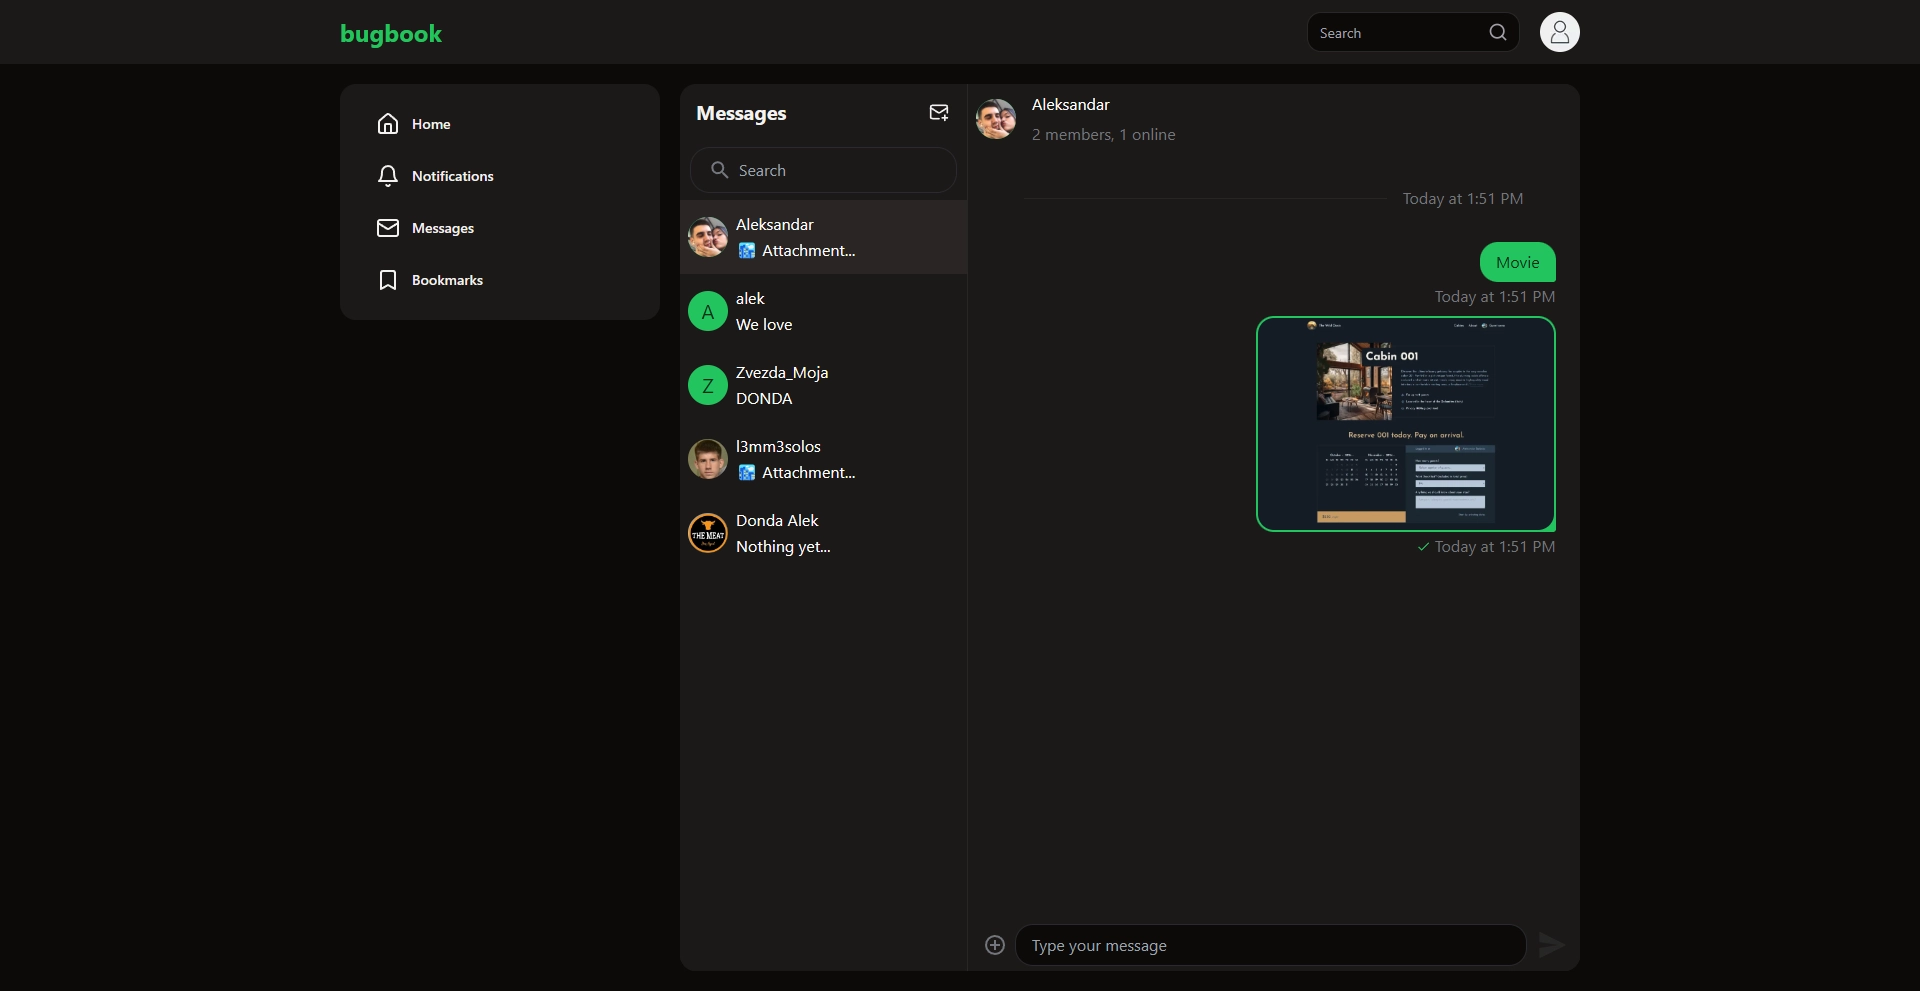 bugbook
Search
Home
Notifications
Messages
Bookmarks
Messages
Search
Aleksandar
Attachment...
alek
A
We love
Zvezda_Moja
Z
DONDA
l3mm3solos
Attachment...
Donda Alek
THE MEAT
Nothing yet...
Aleksandar
2 members, 1 online
Today at 1:51 PM
Movie
Today at 1:51 PM
Cabin 001
Reserve 001 today. Pay on arrival.
Today at 1:51 PM
Type your message